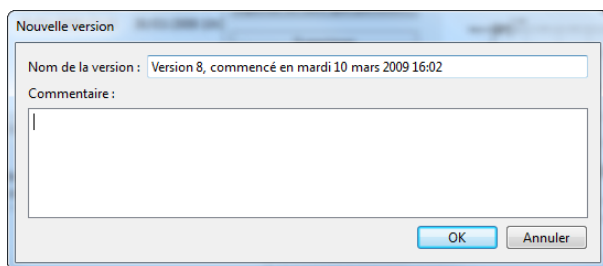 Nouvelle version
Nom de la version : Version 8, commencé en mardi 10 mars 2009 16:02
Commentaire :
OK Annuler